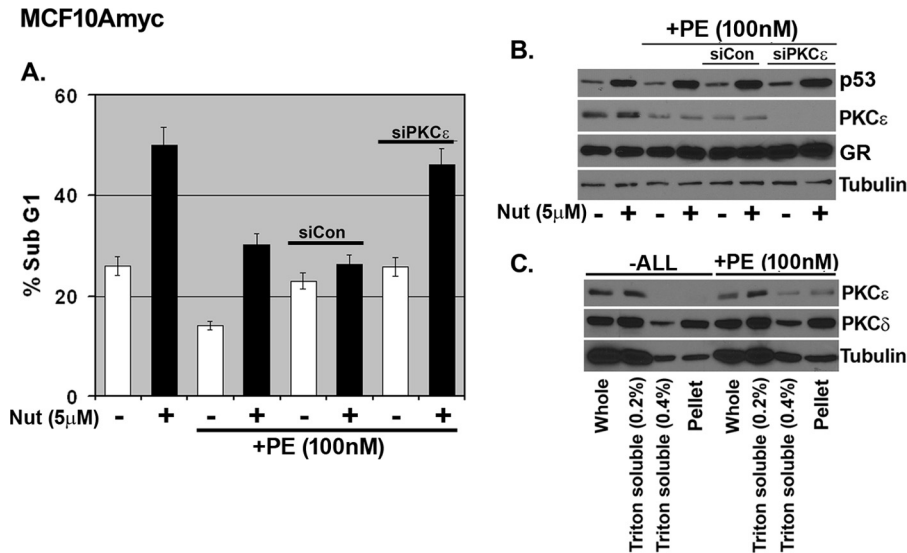 MCF10Amyc
A.
60
40
20
0
% Sub G1
siCon
siPKCε
Nut (5μM) - + - + - + - +
+PE (100nM)
B.
+PE (100nM)
siCon siPKCε
p53
PKCε
GR
Tubulin
Nut (5μM) - + - + - + - +
C.
-ALL +PE (100nM)
PKCε
PKCδ
Tubulin
Whole
Triton soluble (0.2%)
Triton soluble (0.4%)
Pellet
Whole
Triton soluble (0.2%)
Triton soluble (0.4%)
Pellet